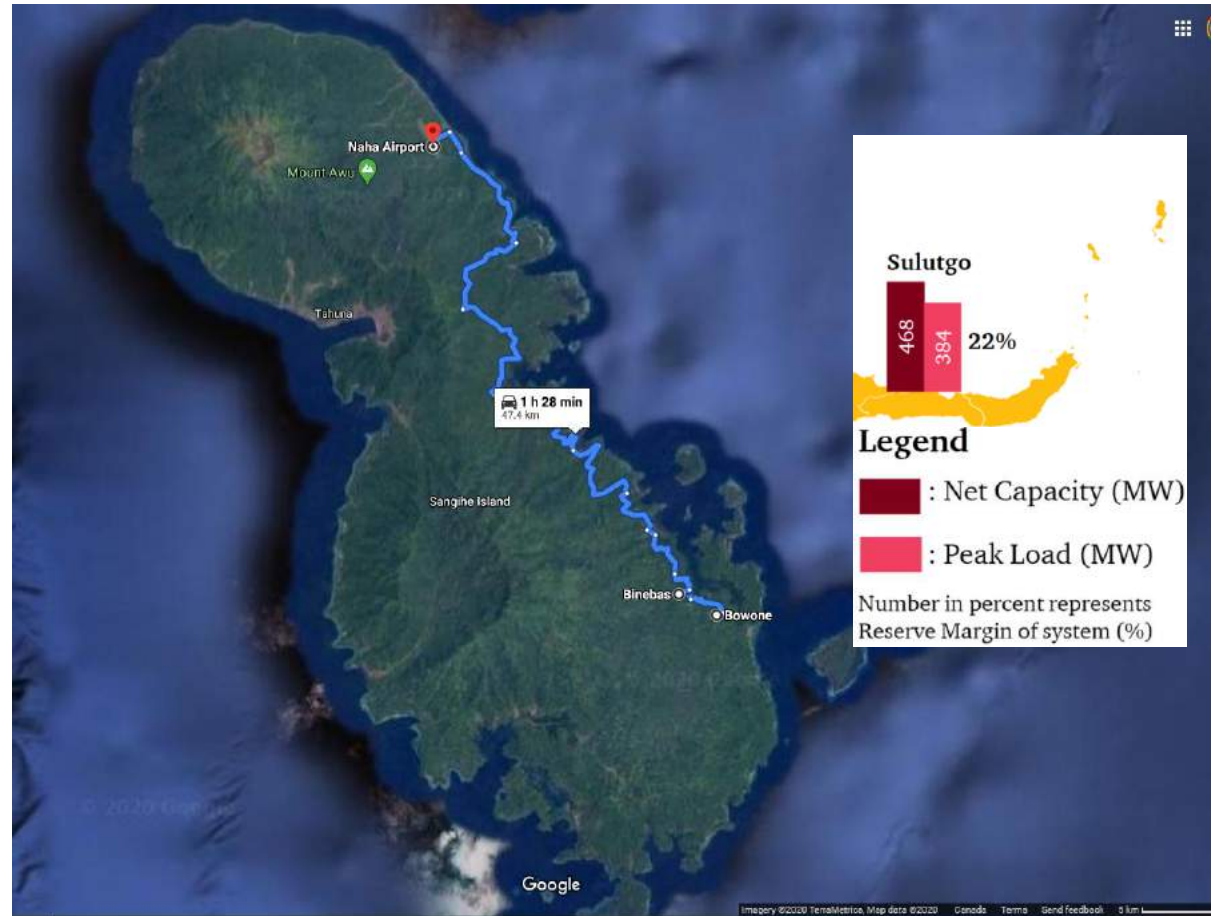 Naha Airport
Mount Awu
Tahuna
1 h 28 min
47.4 km
Sangihe Island
Binebas
Bowone
Google
Imagery ©2020 TerraMetrics, Map data ©2020 Canada Terms Send feedback 5 km
Sulutgo
468
384
22%
Legend
: Net Capacity (MW)
: Peak Load (MW)
Number in percent represents
Reserve Margin of system (%)